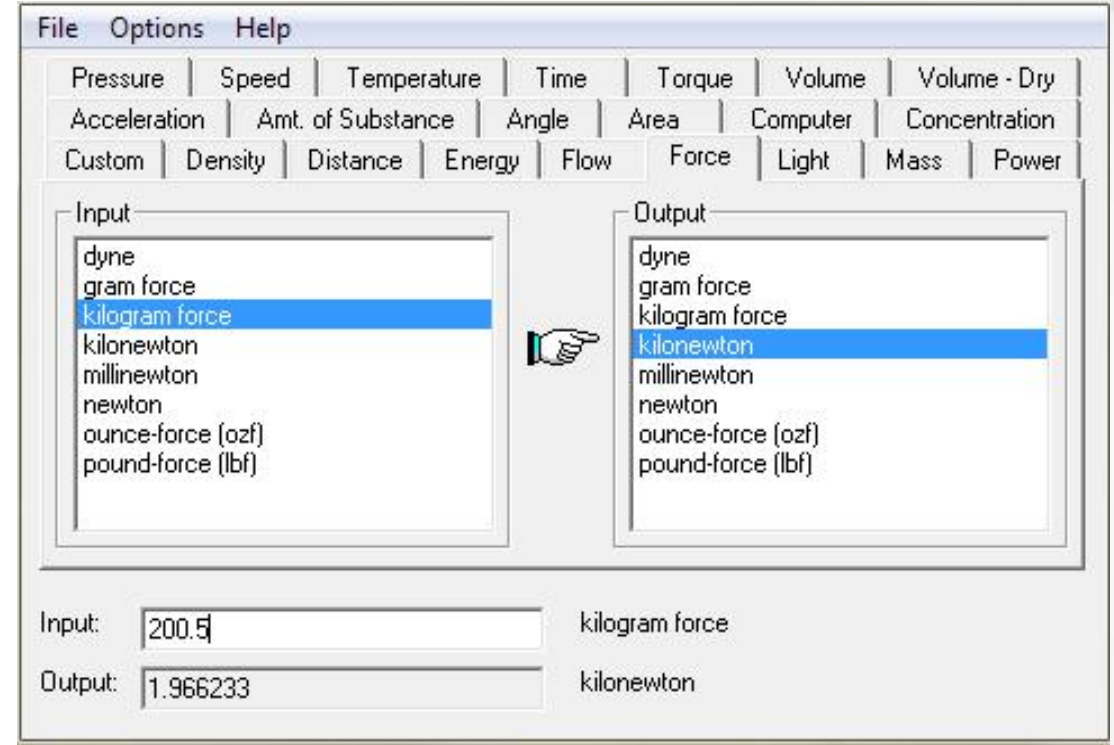 File Options Help
Pressure Speed Temperature Time Torque Volume Volume - Dry
Acceleration Amt. of Substance Angle Area Computer Concentration
Custom Density Distance Energy Flow Force Light Mass Power
Input
dyne
gram force
kilogram force
kilonewton
millinewton
newton
ounce-force (ozf)
pound-force (lbf)
Output
dyne
gram force
kilogram force
kilonewton
millinewton
newton
ounce-force (ozf)
pound-force (lbf)
Input: 200.5 kilogram force
Output: 1.966233 kilonewton